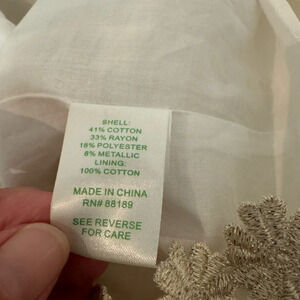 SHELL:
41% COTTON
33% RAYON
18% POLYESTER
8% METALLIC
LINING:
100% COTTON
MADE IN CHINA
RN# 88189
SEE REVERSE
FOR CARE